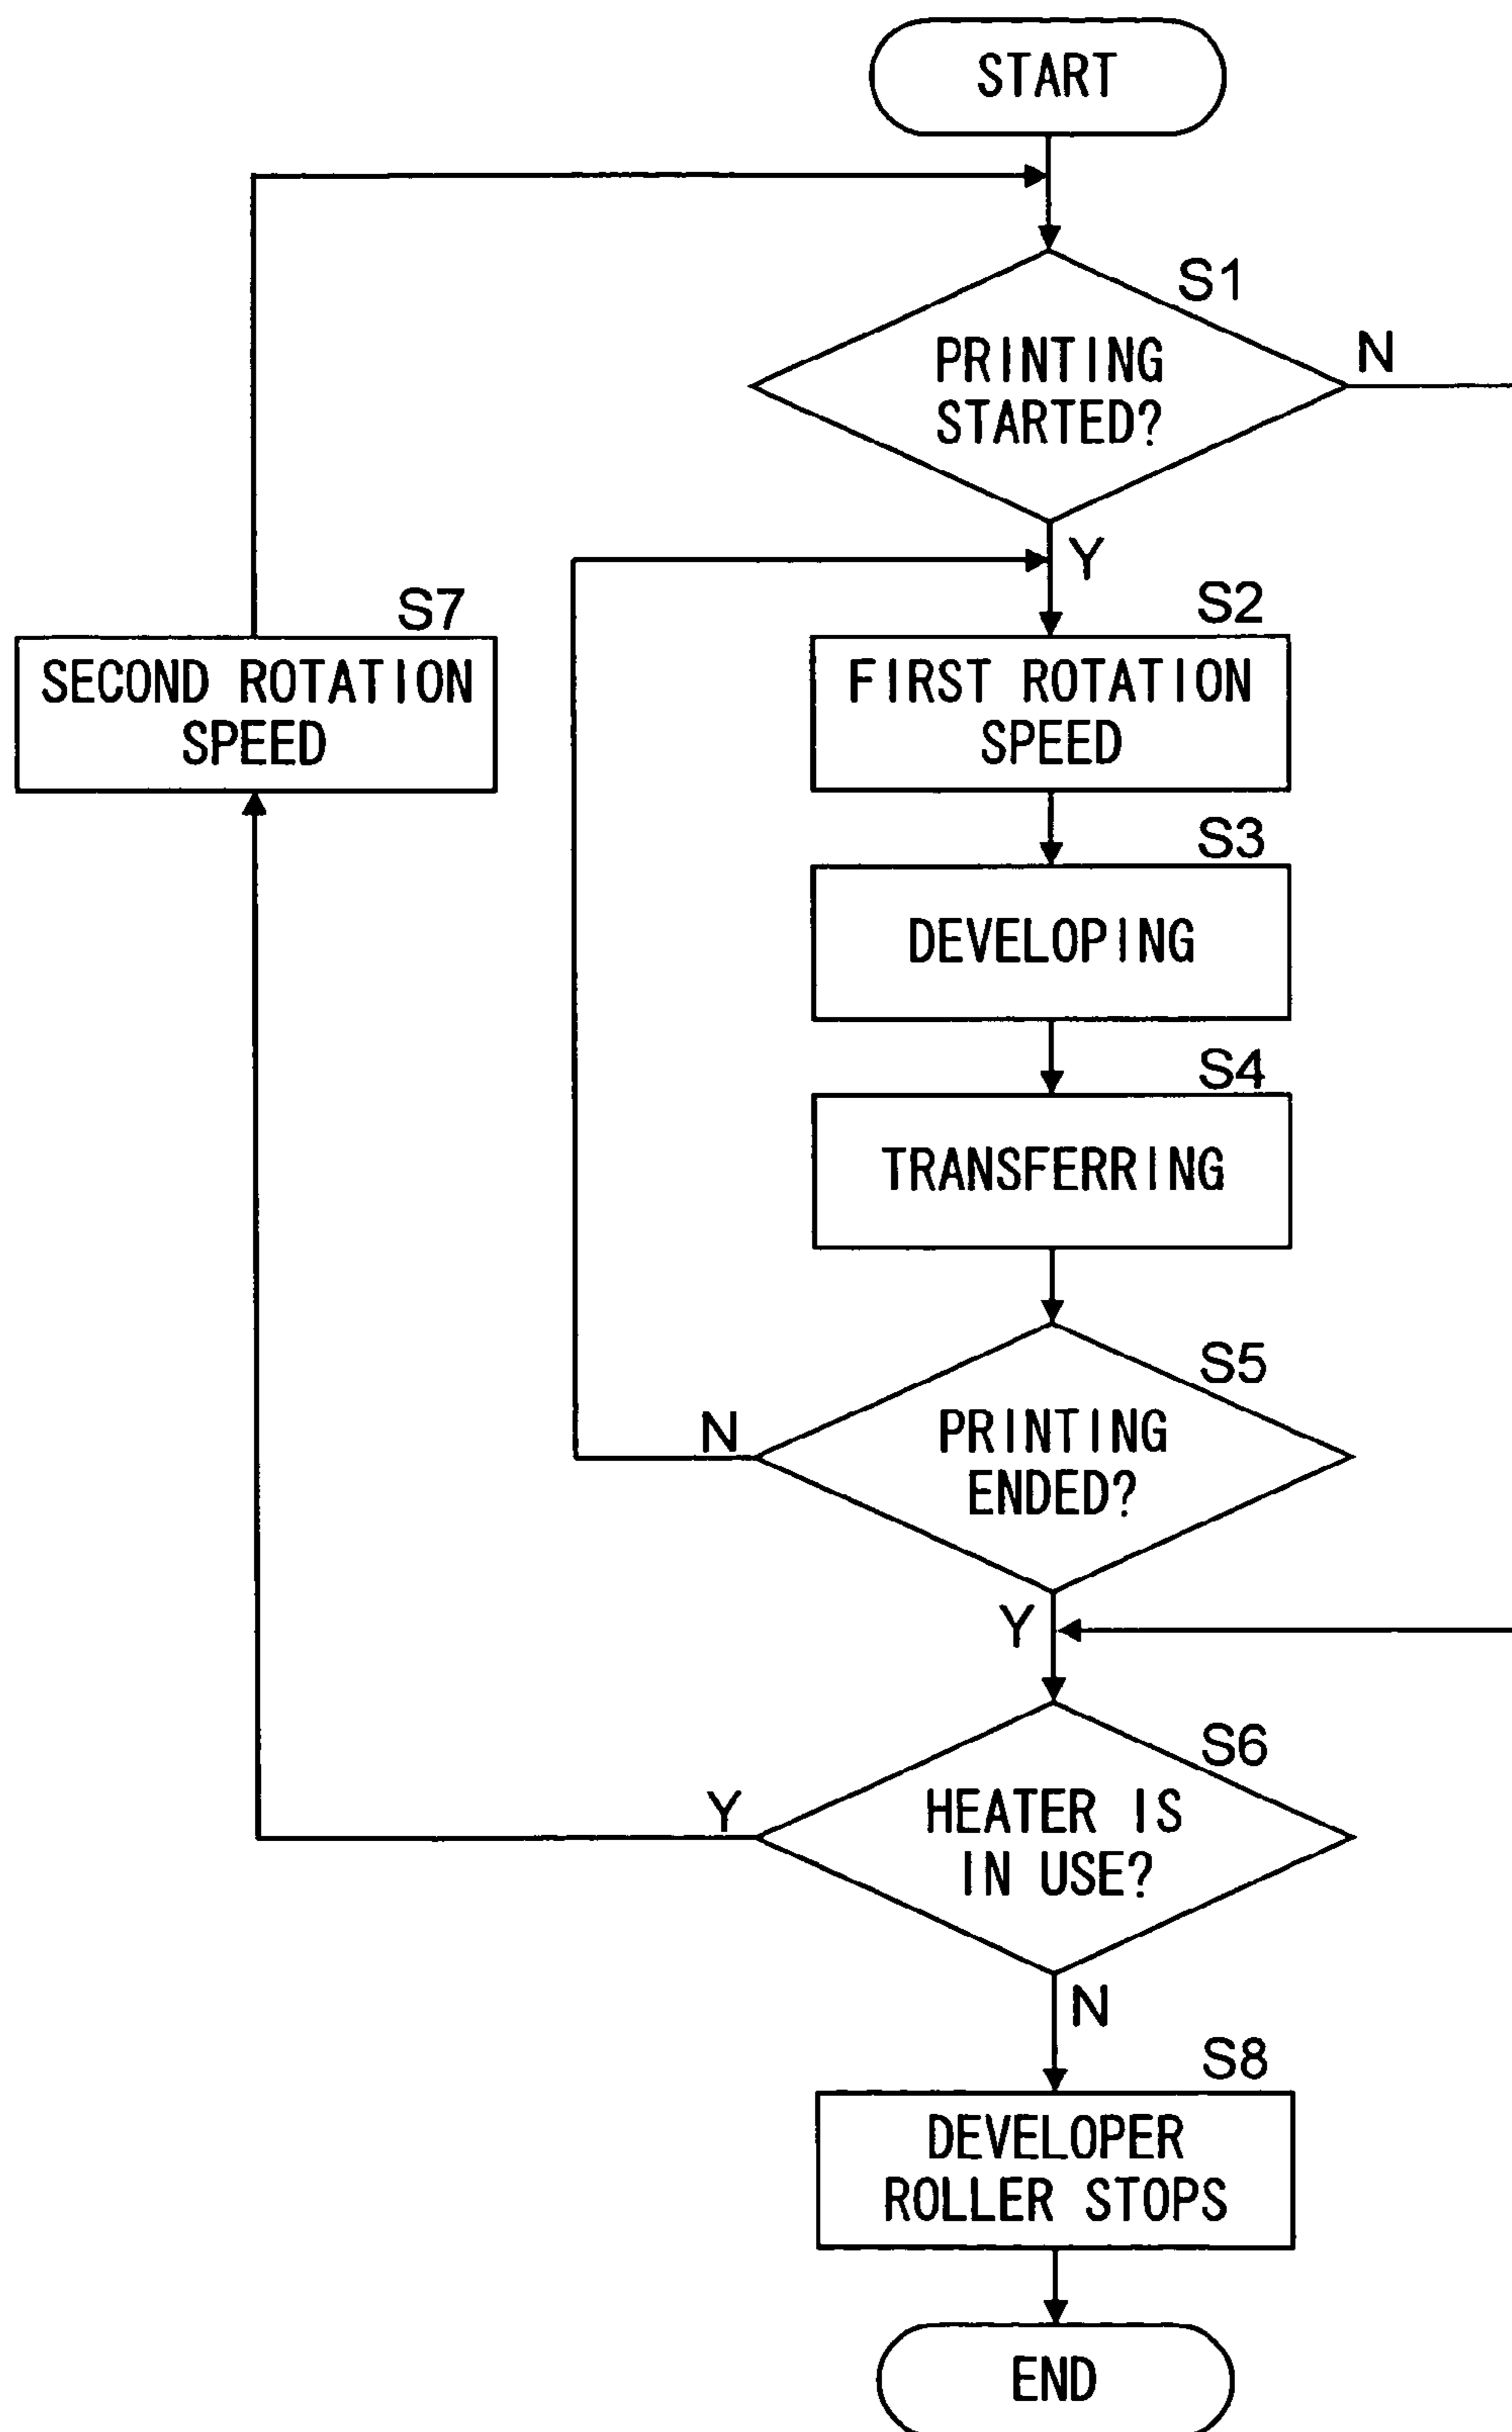 START
S1
PRINTING
STARTED?
N
Y
S7
SECOND ROTATION
SPEED
S2
FIRST ROTATION
SPEED
S3
DEVELOPING
S4
TRANSFERRING
S5
PRINTING
ENDED?
N
Y
S6
HEATER IS
IN USE?
Y
N
S8
DEVELOPER
ROLLER STOPS
END